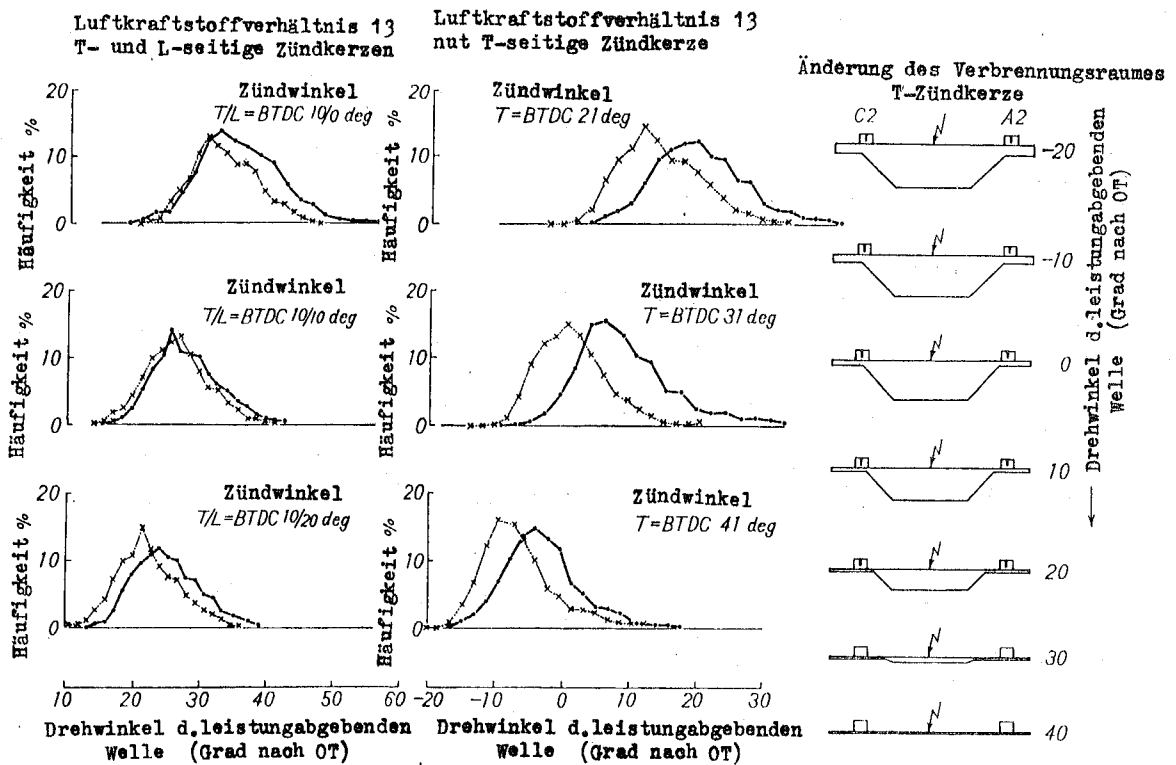 Luftkraftstoffverhältnis 13
T- und L-seitige Zündkerzen
Häufigkeit %
20
10
0
Zündwinkel
T/L=BTDC 10/0 deg
Häufigkeit %
20
10
0
Zündwinkel
T/L=BTDC 10/10 deg
Häufigkeit %
20
10
0
Zündwinkel
T/L=BTDC 10/20 deg
10 20 30 40 50 60
Drehwinkel d.leistungabgebenden
Welle (Grad nach OT)
Luftkraftstoffverhältnis 13
nut T-seitige Zündkerze
Häufigkeit %
20
10
0
Zündwinkel
T=BTDC 21 deg
Häufigkeit %
20
10
0
Zündwinkel
T=BTDC 31 deg
Häufigkeit %
20
10
0
Zündwinkel
T=BTDC 41 deg
-20 -10 0 10 20 30
Drehwinkel d.leistungabgebenden
Welle (Grad nach OT)
Änderung des Verbrennungsraumes
T-Zündkerze
C2 A2
-20
-10
0
10
20
30
40
Drehwinkel d.leistungabgebenden
Welle (Grad nach OT)